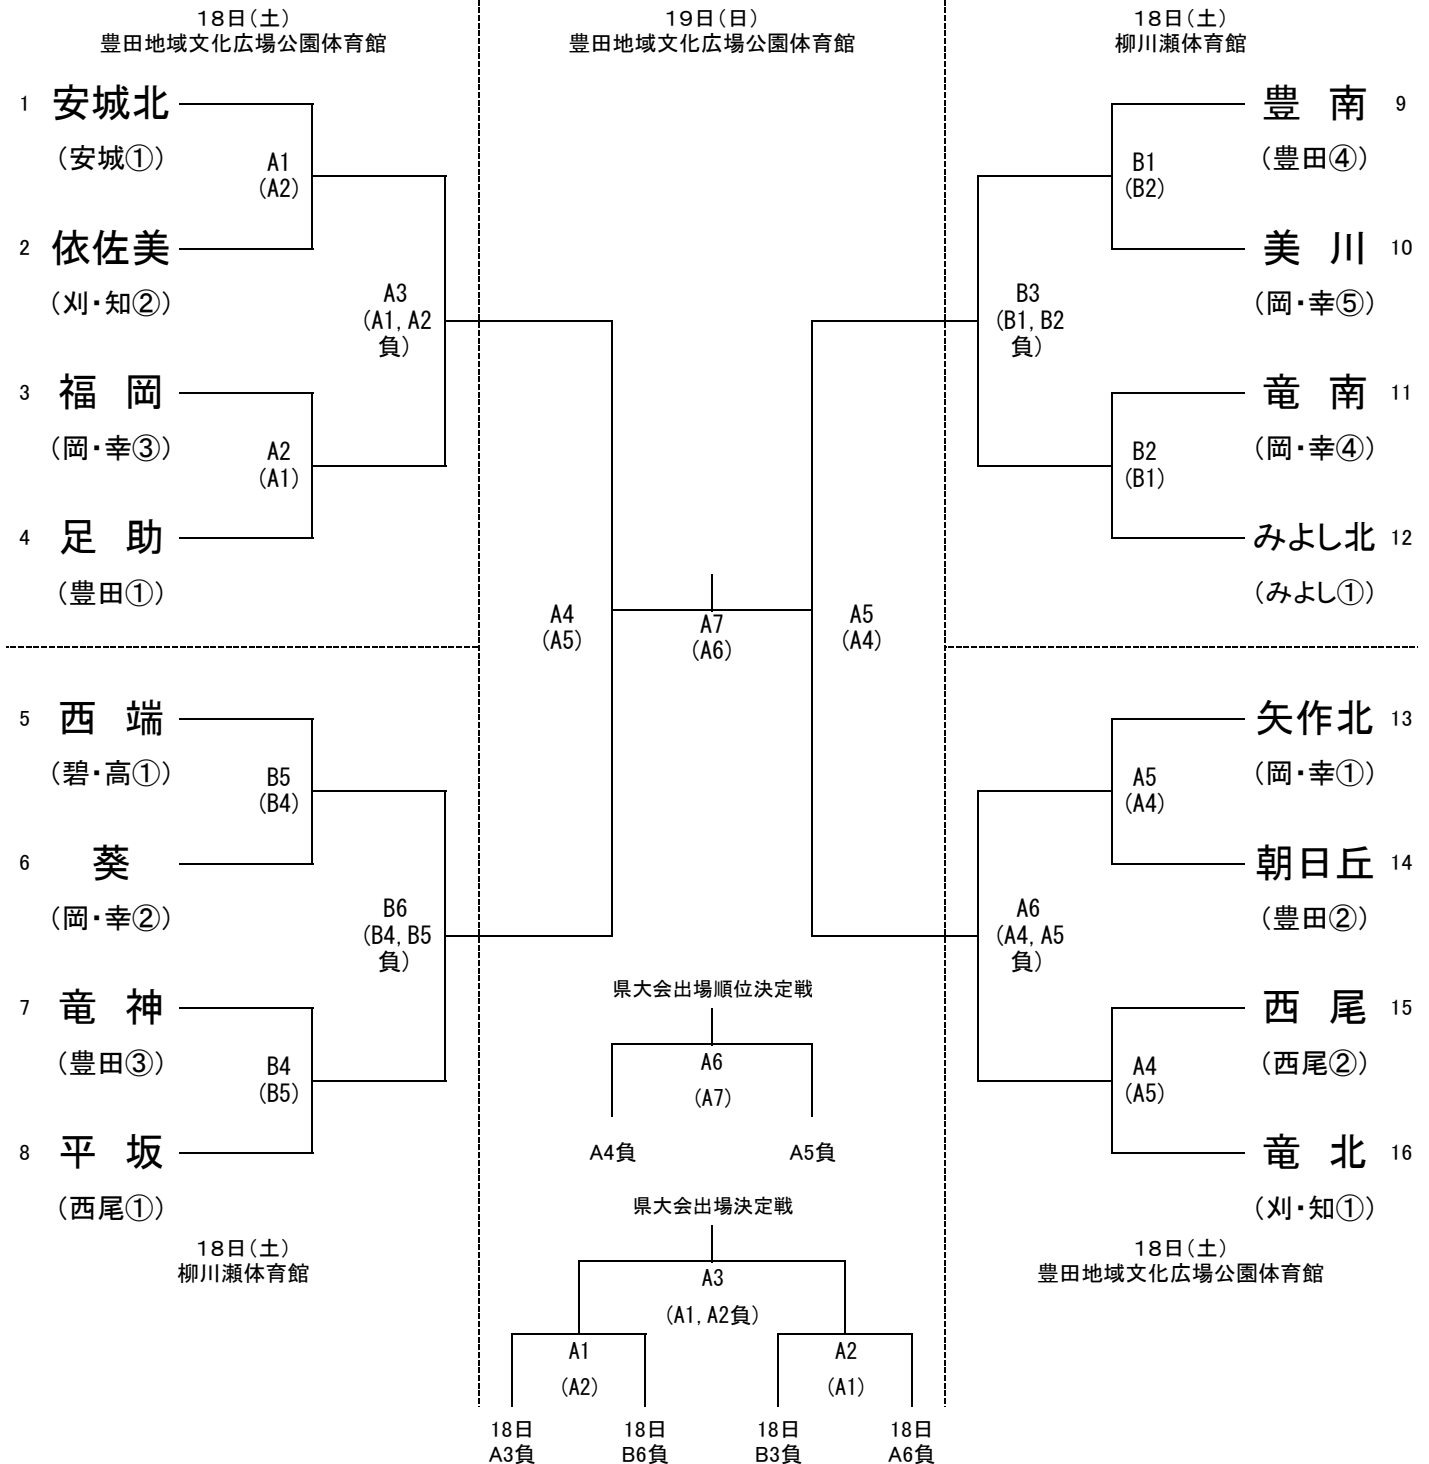 18日(土)
豊田地域文化広場公園体育館
19日(日)
豊田地域文化広場公園体育館
18日(土)
柳川瀬体育館
1 安城北
(安城①)
A1
(A2)
2 依佐美
(刈・知②)
A3
(A1,A2
負)
3 福岡
(岡・幸③)
A2
(A1)
4 足助
(豊田①)
豊南 9
(豊田④)
B1
(B2)
美川 10
(岡・幸⑤)
B3
(B1,B2
負)
竜南 11
(岡・幸④)
B2
(B1)
みよし北 12
(みよし①)
A4
(A5)
A7
(A6)
A5
(A4)
5 西端
(碧・高①)
B5
(B4)
6 葵
(岡・幸②)
B6
(B4,B5
負)
7 竜神
(豊田③)
B4
(B5)
8 平坂
(西尾①)
18日(土)
柳川瀬体育館
矢作北 13
(岡・幸①)
A5
(A4)
朝日丘 14
(豊田②)
A6
(A4,A5
負)
西尾 15
(西尾②)
A4
(A5)
竜北 16
(刈・知①)
18日(土)
豊田地域文化広場公園体育館
県大会出場順位決定戦
A6
(A7)
A4負 A5負
県大会出場決定戦
A3
(A1,A2負)
A1 A2
(A2) (A1)
18日 18日 18日 18日
A3負 B6負 B3負 A6負